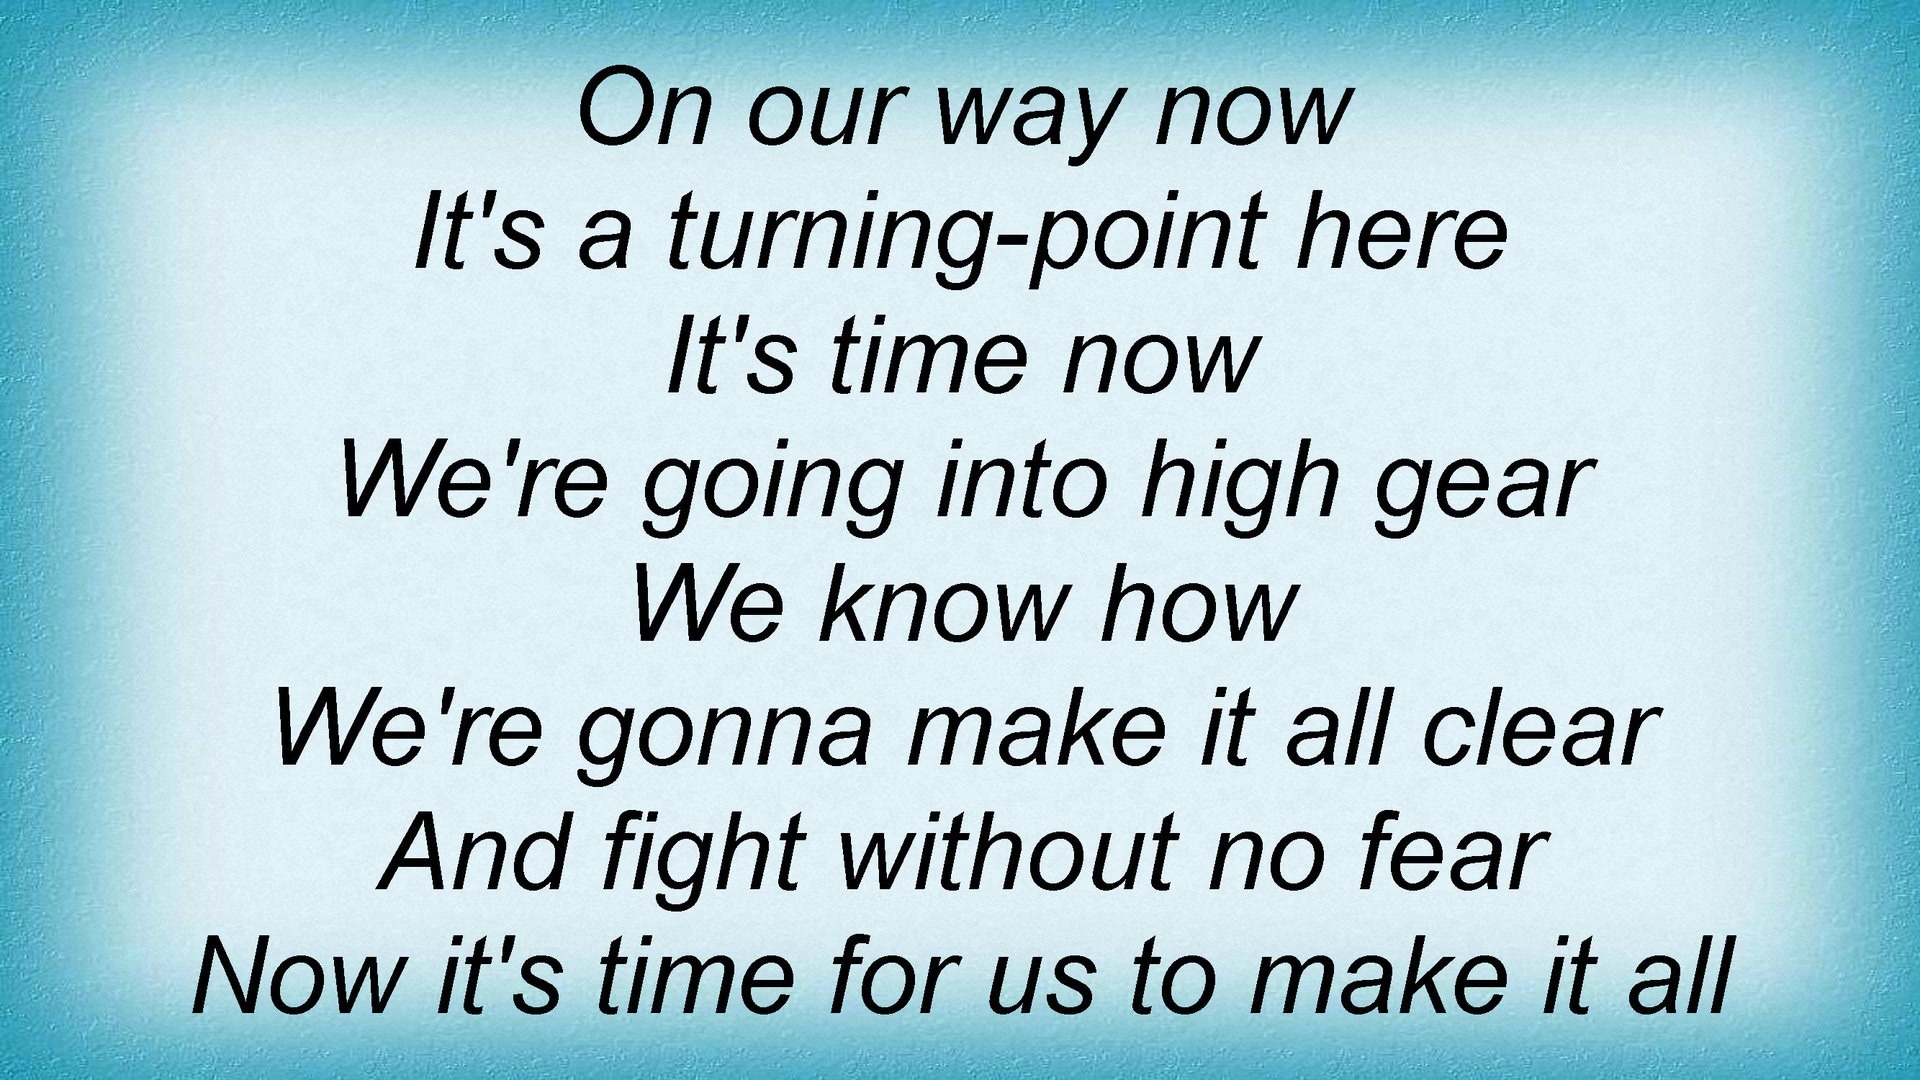 On our way now
It's a turning-point here
It's time now
We're going into high gear
We know how
We're gonna make it all clear
And fight without no fear
Now it's time for us to make it all